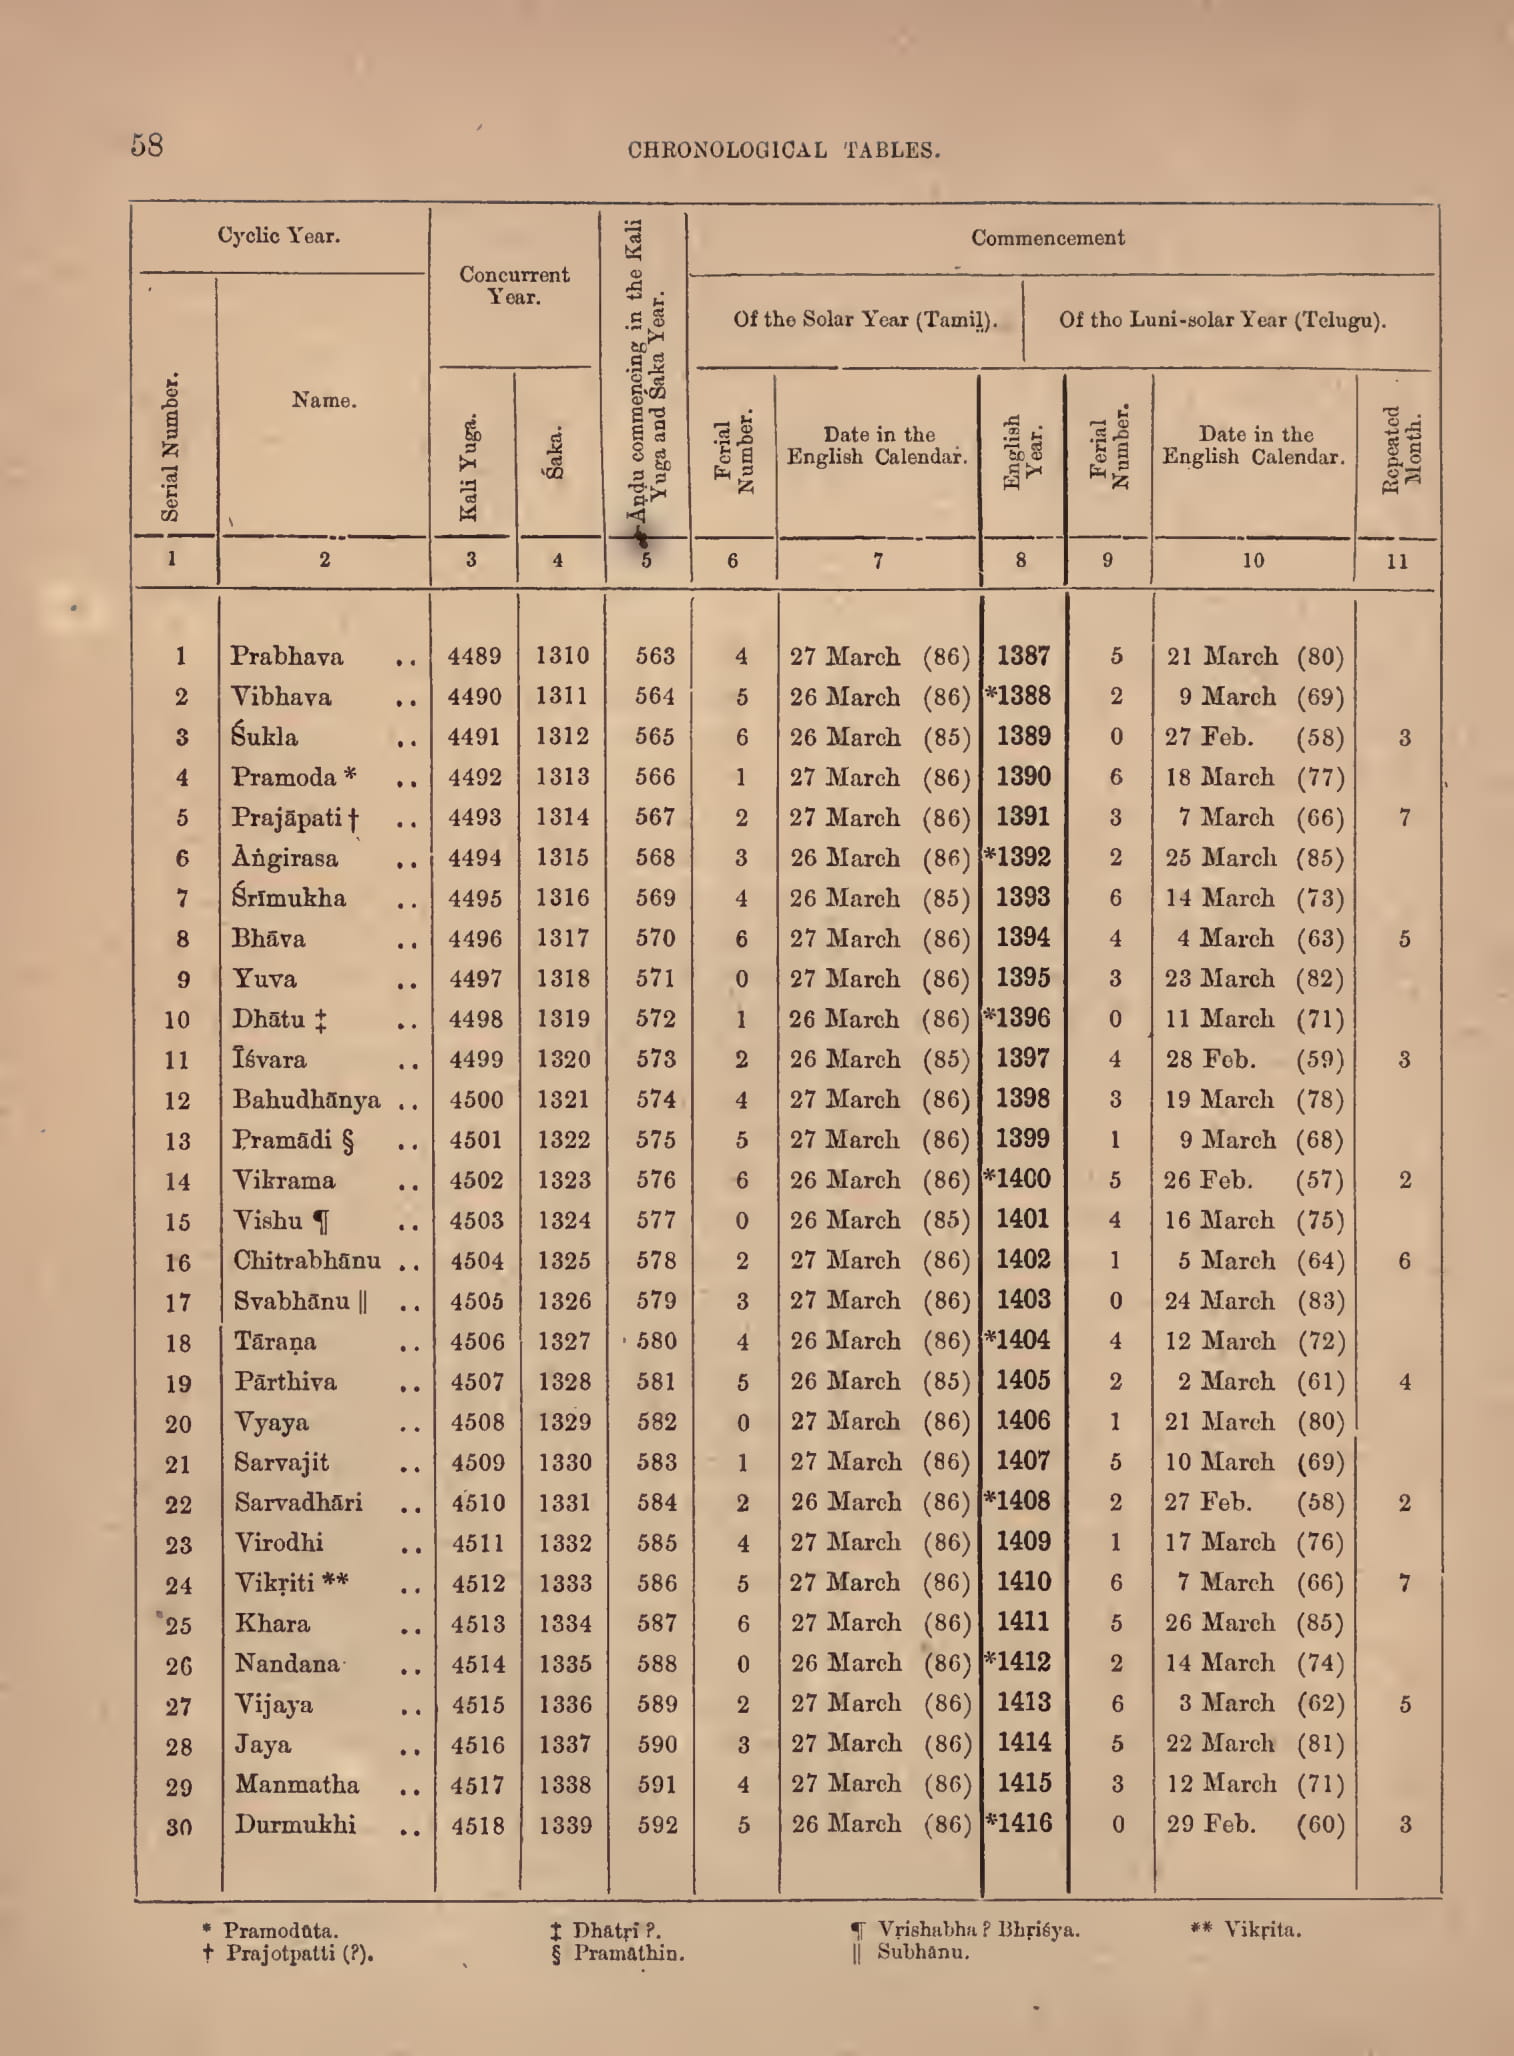 58
CHRONOLOGICAL TABLES.
Cyclic Year.
Concurrent
Year.
Āṇḍu commencing in the Kali
Yuga and Śaka Year.
Commencement
Of the Solar Year (Tamiḷ).
Of the Luni-solar Year (Telugu).
Serial Number.
Name.
Kali Yuga.
Śaka.
Ferial
Number.
Date in the
English Calendar.
English
Year.
Ferial
Number.
Date in the
English Calendar.
Repeated
Month.
1 2 3 4 5 6 7 8 9 10 11
1 Prabhava .. 4489 1310 563 4 27 March (86) 1387 5 21 March (80)
2 Vibhava .. 4490 1311 564 5 26 March (86) *1388 2 9 March (69)
3 Śukla .. 4491 1312 565 6 26 March (85) 1389 0 27 Feb. (58) 3
4 Pramoda * .. 4492 1313 566 1 27 March (86) 1390 6 18 March (77)
5 Prajāpati † .. 4493 1314 567 2 27 March (86) 1391 3 7 March (66) 7
6 Āṅgirasa .. 4494 1315 568 3 26 March (86) *1392 2 25 March (85)
7 Śrīmukha .. 4495 1316 569 4 26 March (85) 1393 6 14 March (73)
8 Bhāva .. 4496 1317 570 6 27 March (86) 1394 4 4 March (63) 5
9 Yuva .. 4497 1318 571 0 27 March (86) 1395 3 23 March (82)
10 Dhātu ‡ .. 4498 1319 572 1 26 March (86) *1396 0 11 March (71)
11 Īśvara .. 4499 1320 573 2 26 March (85) 1397 4 28 Feb. (59) 3
12 Bahudhānya .. 4500 1321 574 4 27 March (86) 1398 3 19 March (78)
13 Pramādi § .. 4501 1322 575 5 27 March (86) 1399 1 9 March (68)
14 Vikrama .. 4502 1323 576 6 26 March (86) *1400 5 26 Feb. (57) 2
15 Vishu ¶ .. 4503 1324 577 0 26 March (85) 1401 4 16 March (75)
16 Chitrabhānu .. 4504 1325 578 2 27 March (86) 1402 1 5 March (64) 6
17 Svabhānu ‖ .. 4505 1326 579 3 27 March (86) 1403 0 24 March (83)
18 Tāraṇa .. 4506 1327 580 4 26 March (86) *1404 4 12 March (72)
19 Pārthiva .. 4507 1328 581 5 26 March (85) 1405 2 2 March (61) 4
20 Vyaya .. 4508 1329 582 0 27 March (86) 1406 1 21 March (80)
21 Sarvajit .. 4509 1330 583 1 27 March (86) 1407 5 10 March (69)
22 Sarvadhāri .. 4510 1331 584 2 26 March (86) *1408 2 27 Feb. (58) 2
23 Virodhi .. 4511 1332 585 4 27 March (86) 1409 1 17 March (76)
24 Vikṛiti ** .. 4512 1333 586 5 27 March (86) 1410 6 7 March (66) 7
25 Khara .. 4513 1334 587 6 27 March (86) 1411 5 26 March (85)
26 Nandana .. 4514 1335 588 0 26 March (86) *1412 2 14 March (74)
27 Vijaya .. 4515 1336 589 2 27 March (86) 1413 6 3 March (62) 5
28 Jaya .. 4516 1337 590 3 27 March (86) 1414 5 22 March (81)
29 Manmatha .. 4517 1338 591 4 27 March (86) 1415 3 12 March (71)
30 Durmukhi .. 4518 1339 592 5 26 March (86) *1416 0 29 Feb. (60) 3
* Pramodūta. ‡ Dhātṛi ?. ¶ Vṛishabha ? Bhṛiśya. ** Vikṛita.
† Prajotpatti (?). § Pramāthin. ‖ Subhānu.